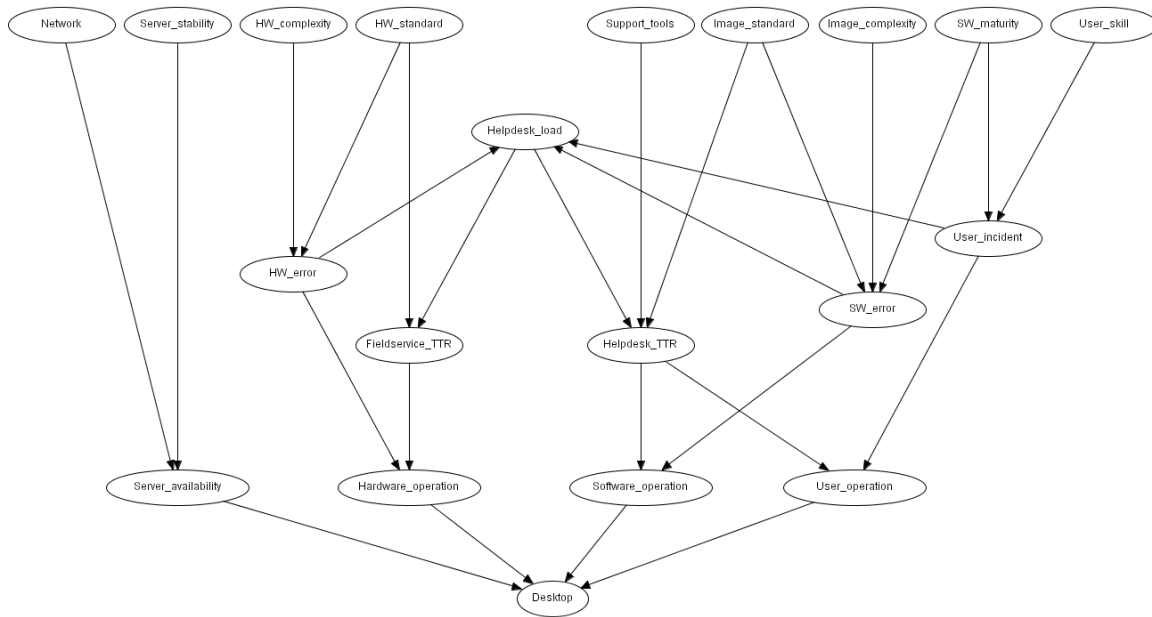 Network
Server_stability
HW_complexity
HW_standard
Support_tools
Image_standard
Image_complexity
SW_maturity
User_skill
Helpdesk_load
User_incident
HW_error
SW_error
Fieldservice_TTR
Helpdesk_TTR
Server_availability
Hardware_operation
Software_operation
User_operation
Desktop